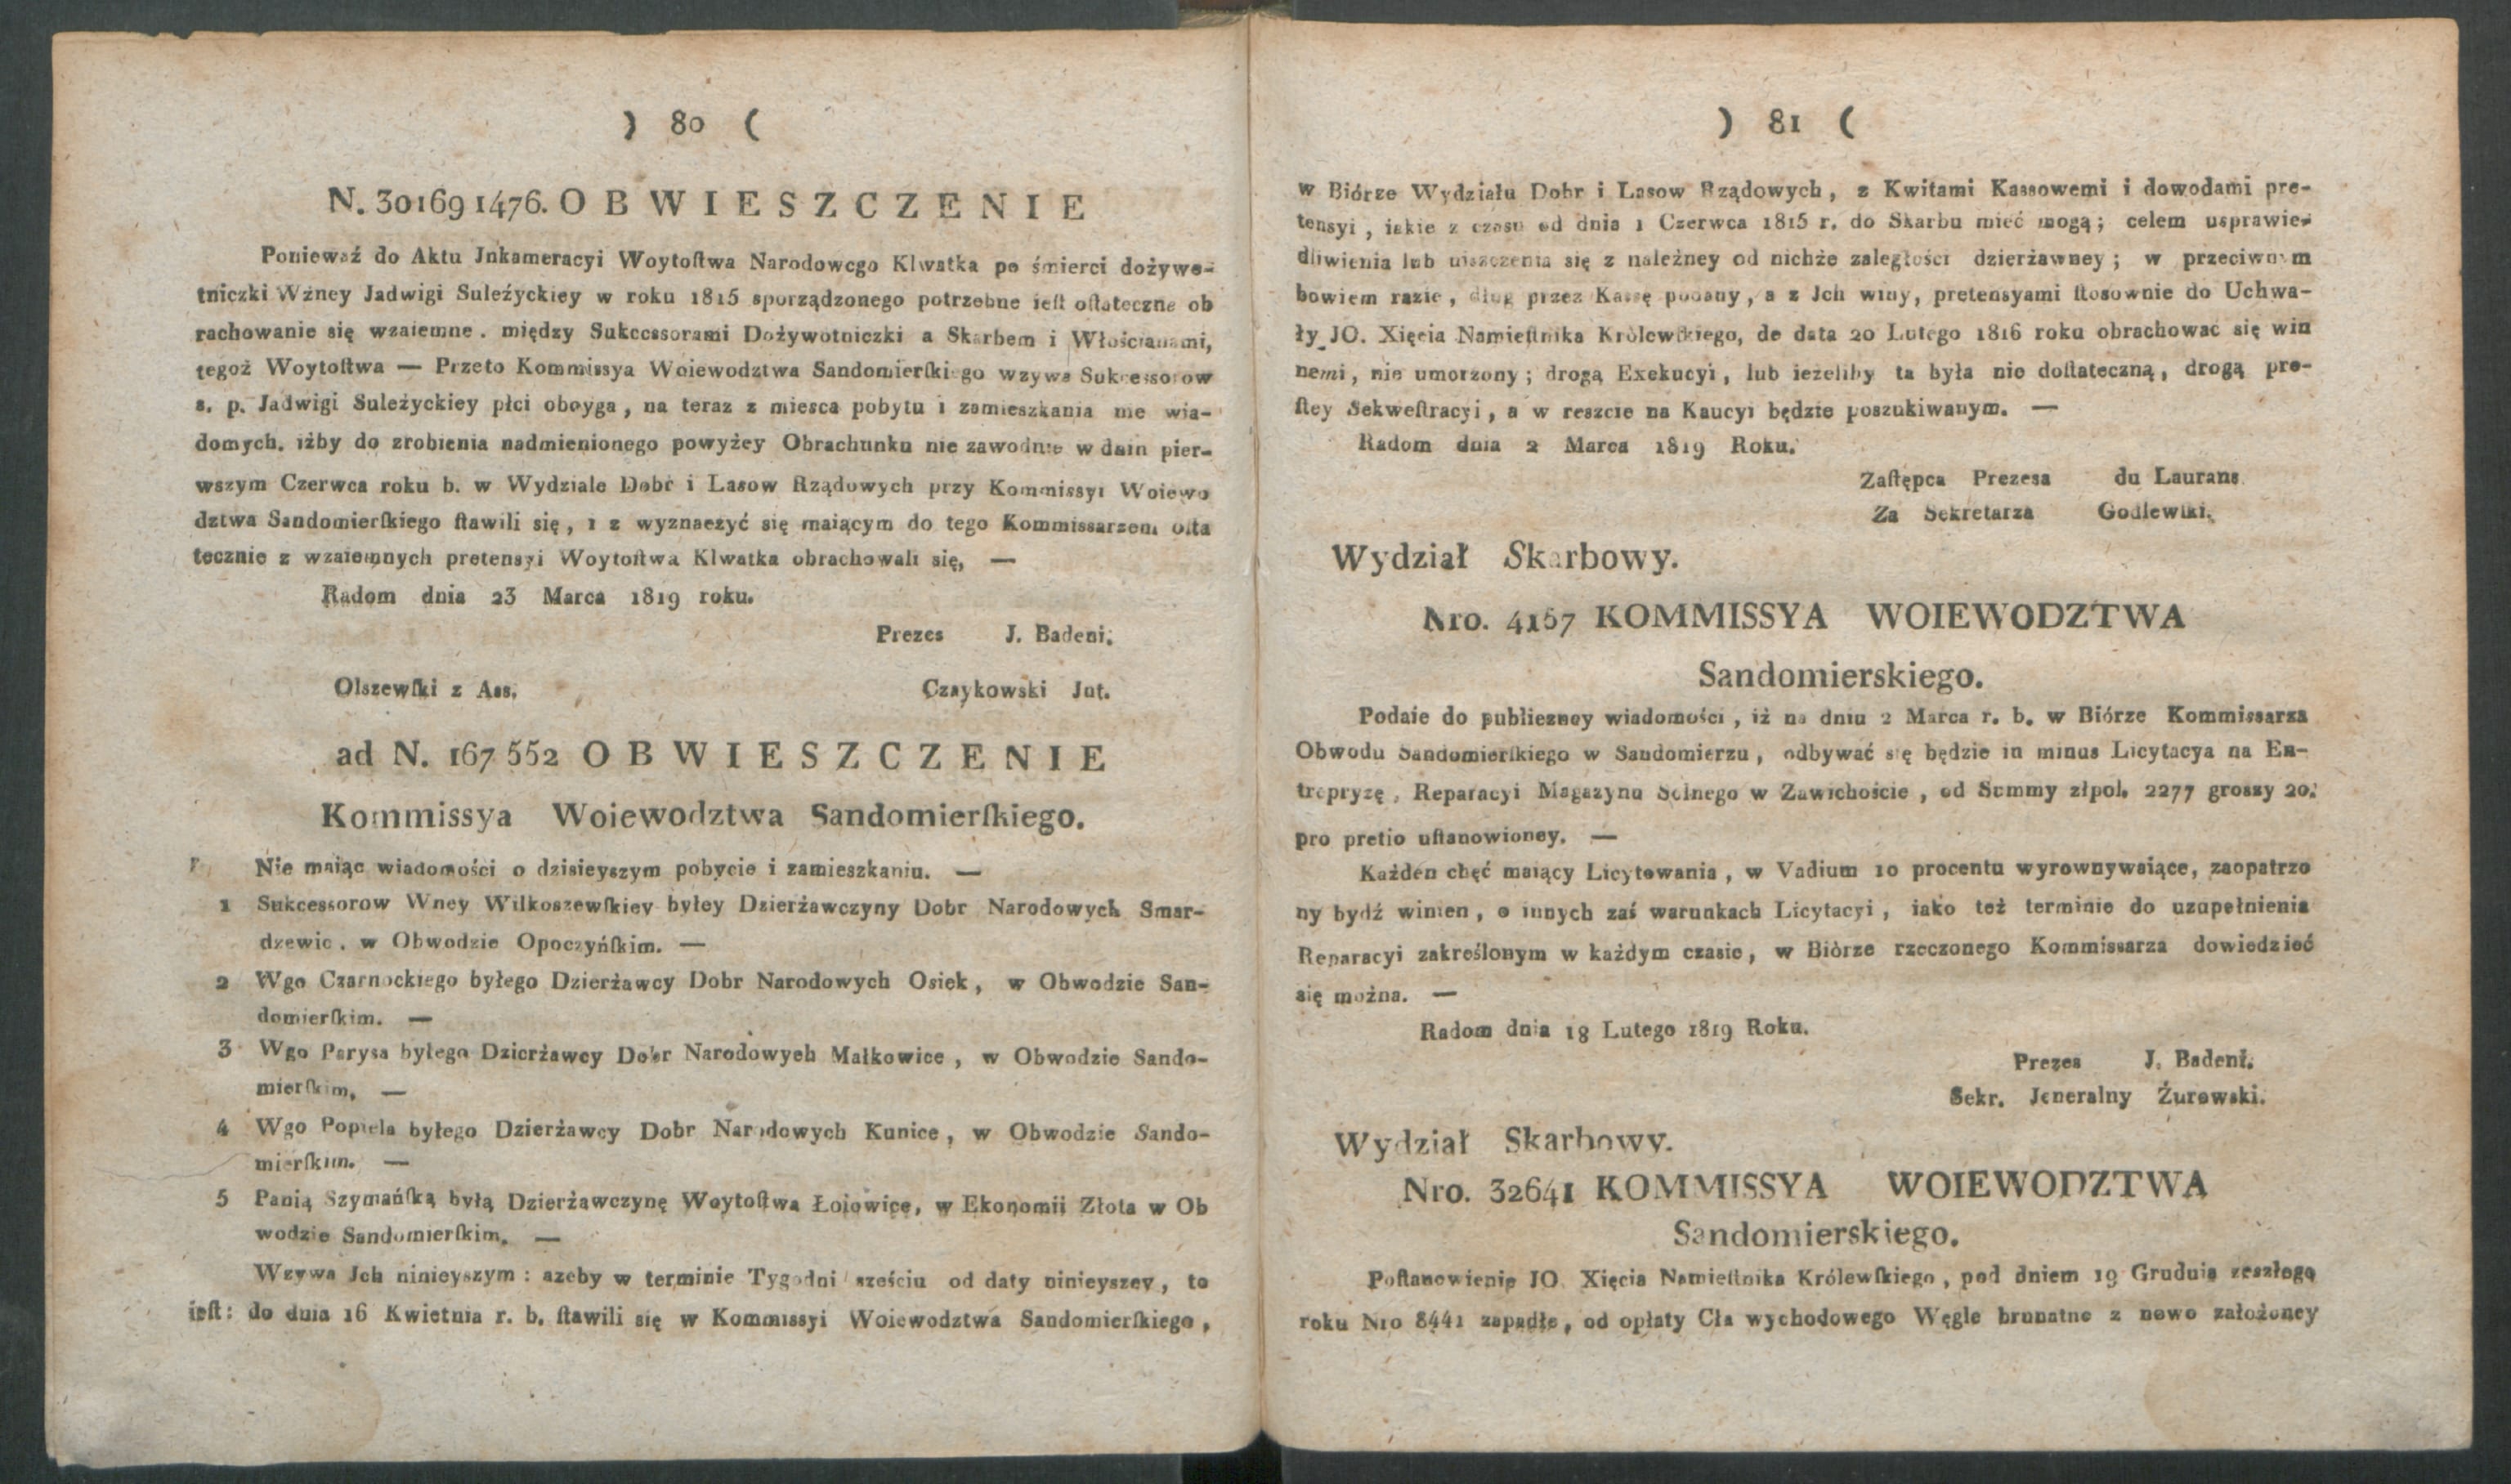 ) 80 (
N. 30169 1476. OBWIESZCZENIE
Ponieważ do Aktu Jnkameracyi Woytoſtwa Narodowego Klwatka po śmierci dożywo-
tniczki Wżney Jadwigi Suleżyckiey w roku 1815 sporządzonego potrzebne ieſt oſtateczne ob
rachowanie się wzaiemne. między Sukcessorami Dożywotniczki a Skarbem i Włościanami,
tegoż Woytoſtwa — Przeto Kommissya Woiewodztwa Sandomierſkiego wzywa Sukcessorow
s. p. Jadwigi Suleżyckiey płci oboyga, na teraz z miesca pobytu i zamieszkania nie wia-
domych. iżby do zrobienia nadmienionego powyżey Obrachunku nie zawodnie w dnin pier-
wszym Czerwca roku b. w Wydziale Dobr i Lasow Rządowych przy Kommissyi Woiewo
dztwa Sandomierſkiego ſtawili się, i z wyznaczyć się maiącym do tego Kommissarzem oſta
tecznie z wzaiemnych pretensyi Woytoſtwa Klwatka obrachowali się, —
Radom dnia 23 Marca 1819 roku.
Prezes J. Badeni.
Olszewſki z Ass. Czaykowski Jut.
ad N. 167 552 OBWIESZCZENIE
Kommissya Woiewodztwa Sandomierſkiego.
Nie maiąc wiadomości o dzisieyszym pobycie i zamieszkaniu. —
1 Sukcessorow Wney Wilkoszewſkiey byłey Dzierżawczyny Dobr Narodowych Smar-
dzewic. w Obwodzie Opoczyńſkim. —
2 Wgo Czarnockiego byłego Dzierżawcy Dobr Narodowych Osiek, w Obwodzie San-
domierſkim. —
3 Wgo Parysa byłego Dzierżawcy Dobr Narodowych Małkowice, w Obwodzie Sando-
mierſkim, —
4 Wgo Popiela byłego Dzierżawcy Dobr Narodowych Kunice, w Obwodzie Sando-
mierſkim. —
5 Panią Szymańſką byłą Dzierżawczynę Woytoſtwa Łoiowice, w Ekonomii Złota w Ob
wodzie Sandomierſkim. —
Wzywa Jch ninieyszym: azeby w terminie Tygodni sześciu od daty ninieyszey, to
ieſt: do dnia 16 Kwietnia r. b. ſtawili się w Kommissyi Woiewodztwa Sandomierſkiego,
) 81 (
w Biórze Wydziału Dobr i Lasow Rządowych, z Kwitami Kassowemi i dowodami pre-
tensyi, iakie z czasu od dnia 1 Czerwca 1815 r. do Skarbu mieć mogą; celem usprawie-
dliwienia lub uiszczenia się z należney od nichże zaległości dzierżawney; w przeciwnym
bowiem razie, dług przez Kassę podany, a z Jch winy, pretensyami ſtosownie do Uchwa-
ły JO. Xięcia Namieſtnika Królewſkiego, de data 20 Lutego 1816 roku obrachować się win
nemi, nie umorzony; drogą Exekucyi, lub ieżeliby ta była nie doſtateczną, drogą pro-
ſtey Sekweſtracyi, a w reszcie na Kaucyi będzie poszukiwanym. —
Radom dnia 2 Marca 1819 Roku.
Zaſtępca Prezesa du Laurans
Za Sekretarza Godlewſki.
Wydział Skarbowy.
Nro. 4167 KOMMISSYA WOIEWODZTWA
Sandomierskiego.
Podaie do publiczney wiadomości, iż na dniu 2 Marca r. b. w Biórze Kommissarza
Obwodu Sandomierſkiego w Sandomierzu, odbywać się będzie in minus Licytacya na En-
trepryzę, Reparacyi Magazynu Solnego w Zawichoście, od Summy złpol. 2277 groszy 20.
pro pretio uſtanowioney. —
Każdén chęć maiący Licytowania, w Vadium 10 procentu wyrownywaiące, zaopatrzo
ny bydź winien, o innych zaś warunkach Licytacyi, iako też terminie do uzupełnienia
Reparacyi zakreślonym w każdym czasie, w Biórze rzeczonego Kommissarza dowiedzieć
się można. —
Radom dnia 18 Lutego 1819 Roku.
Prezes J. Badeni.
Sekr. Jeneralny Żurowski.
Wydział Skarbowy.
Nro. 32641 KOMMISSYA WOIEWODZTWA
Sandomierskiego.
Poſtanowienie JO. Xięcia Namieſtnika Królewſkiego, pod dniem 19 Grudnia zeszłego
roku Nro 8441 zapadłe, od opłaty Cła wychodowego Węgle brunatne z nowo założoney